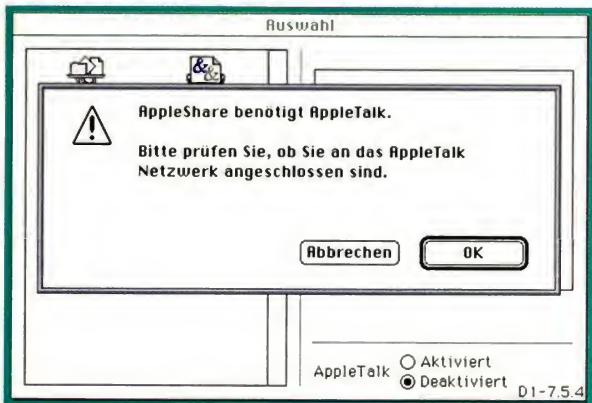 Auswahl
&&
AppleShare benötigt AppleTalk.
Bitte prüfen Sie, ob Sie an das AppleTalk
Netzwerk angeschlossen sind.
Abbrechen
OK
AppleTalk
Aktiviert
Deaktiviert
D1-7.5.4